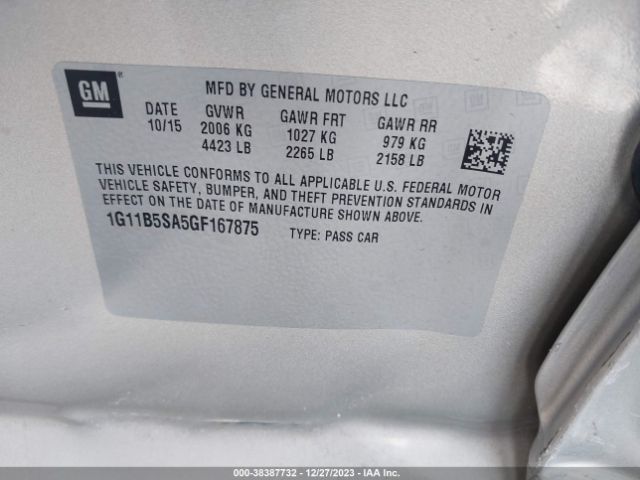 GM ®
MFD BY GENERAL MOTORS LLC
DATE GVWR GAWR FRT GAWR RR
10/15 2006 KG 1027 KG 979 KG
4423 LB 2265 LB 2158 LB
THIS VEHICLE CONFORMS TO ALL APPLICABLE U.S. FEDERAL MOTOR
VEHICLE SAFETY, BUMPER, AND THEFT PREVENTION STANDARDS IN
EFFECT ON THE DATE OF MANUFACTURE SHOWN ABOVE.
1G11B5SA5GF167875 TYPE: PASS CAR
000-38387732 - 12/27/2023 - IAA Inc. ©